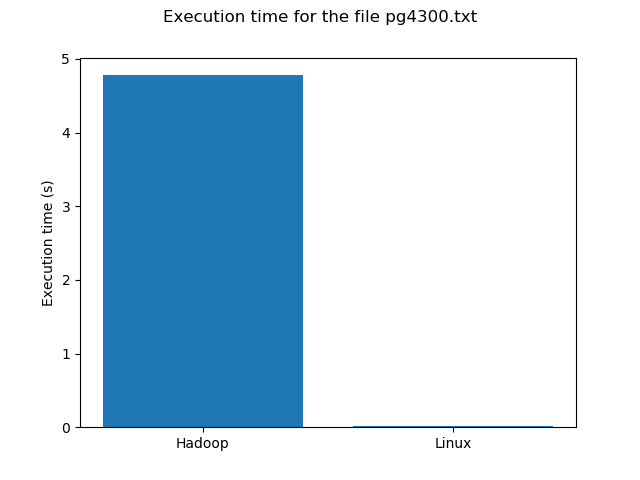 Execution time for the file pg4300.txt
5
4
3
2
1
0
Execution time (s)
Hadoop
Linux